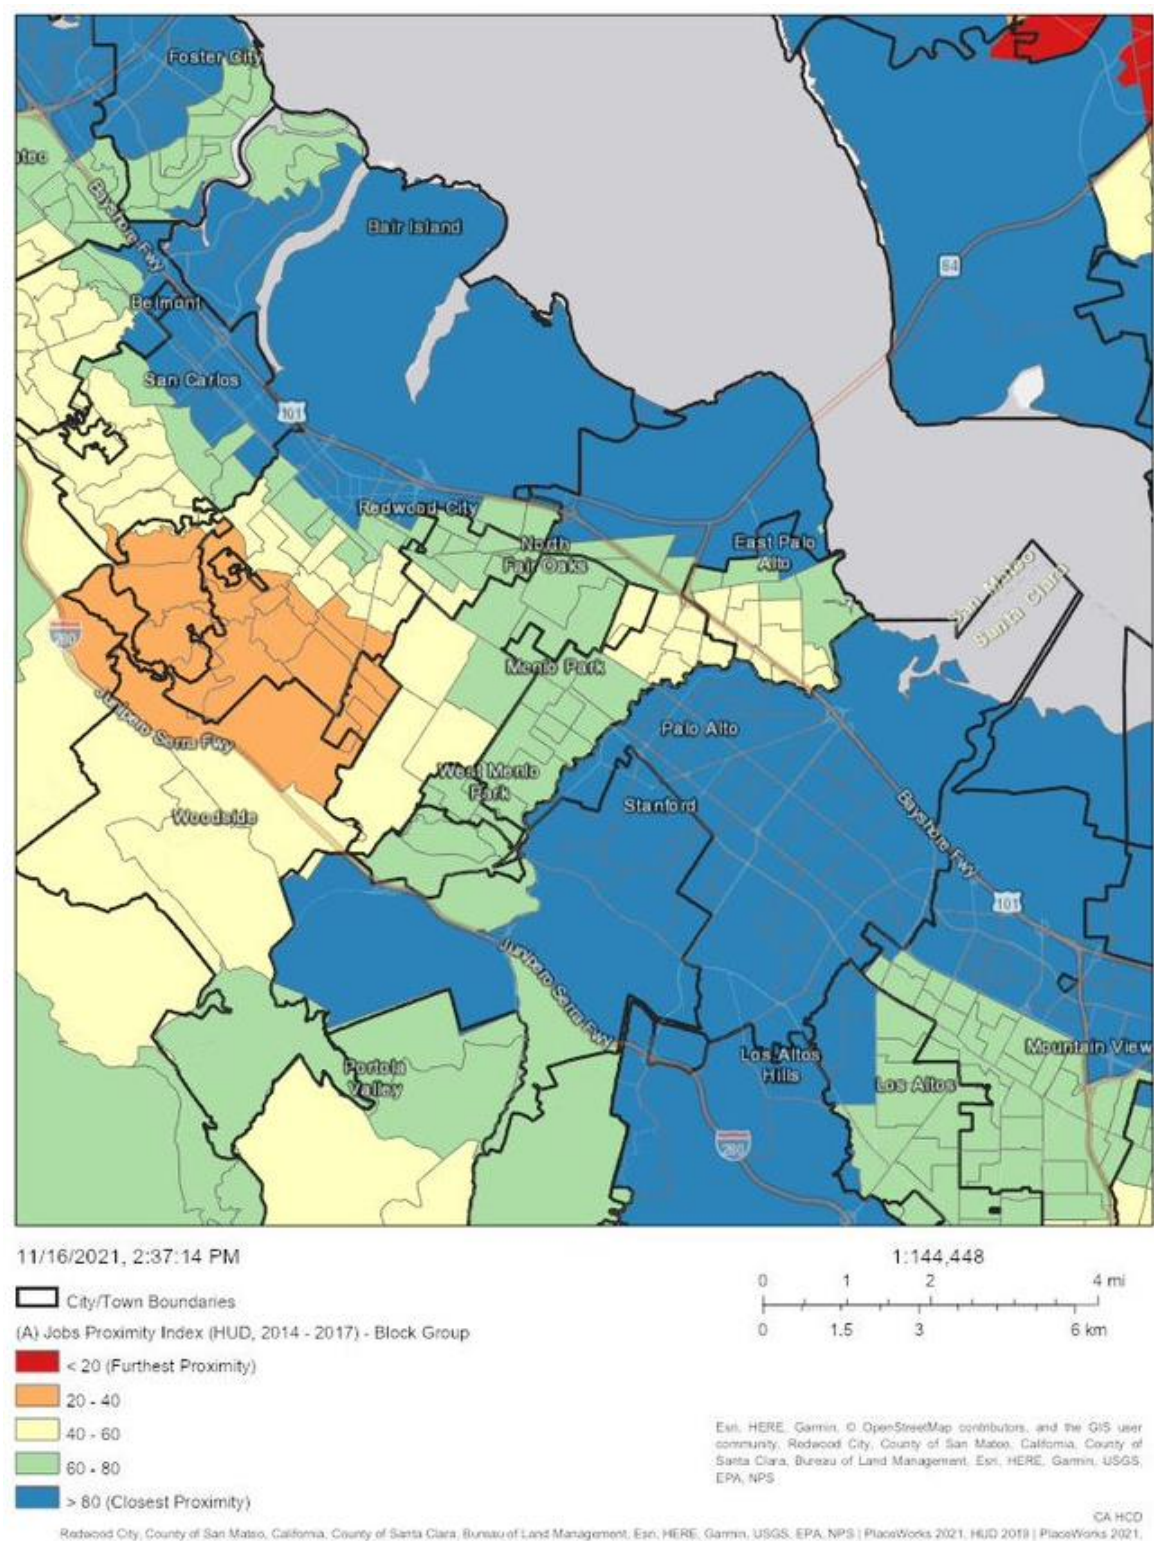 Foster City
Bayshore Fwy
Bair Island
84
Belmont
San Carlos
101
Redwood City
North
Fair Oaks
East Palo
Alto
San Mateo
Santa Clara
280
Menlo Park
Junipero Serra Fwy
Palo Alto
West Menlo
Park
Stanford
Woodside
Bayshore Fwy
101
Junipero Serra Fwy
Mountain View
Los Altos
Hills
Los Altos
Portola
Valley
280
11/16/2021, 2:37:14 PM
1:144,448
0 1 2 4 mi
0 1.5 3 6 km
City/Town Boundaries
(A) Jobs Proximity Index (HUD, 2014 - 2017) - Block Group
< 20 (Furthest Proximity)
20 - 40
40 - 60
60 - 80
> 80 (Closest Proximity)
Esri, HERE, Garmin, © OpenStreetMap contributors, and the GIS user
community, Redwood City, County of San Mateo, California, County of
Santa Clara, Bureau of Land Management, Esri, HERE, Garmin, USGS,
EPA, NPS
CA HCD
Redwood City, County of San Mateo, California, County of Santa Clara, Bureau of Land Management, Esri, HERE, Garmin, USGS, EPA, NPS | PlaceWorks 2021, HUD 2019 | PlaceWorks 2021,